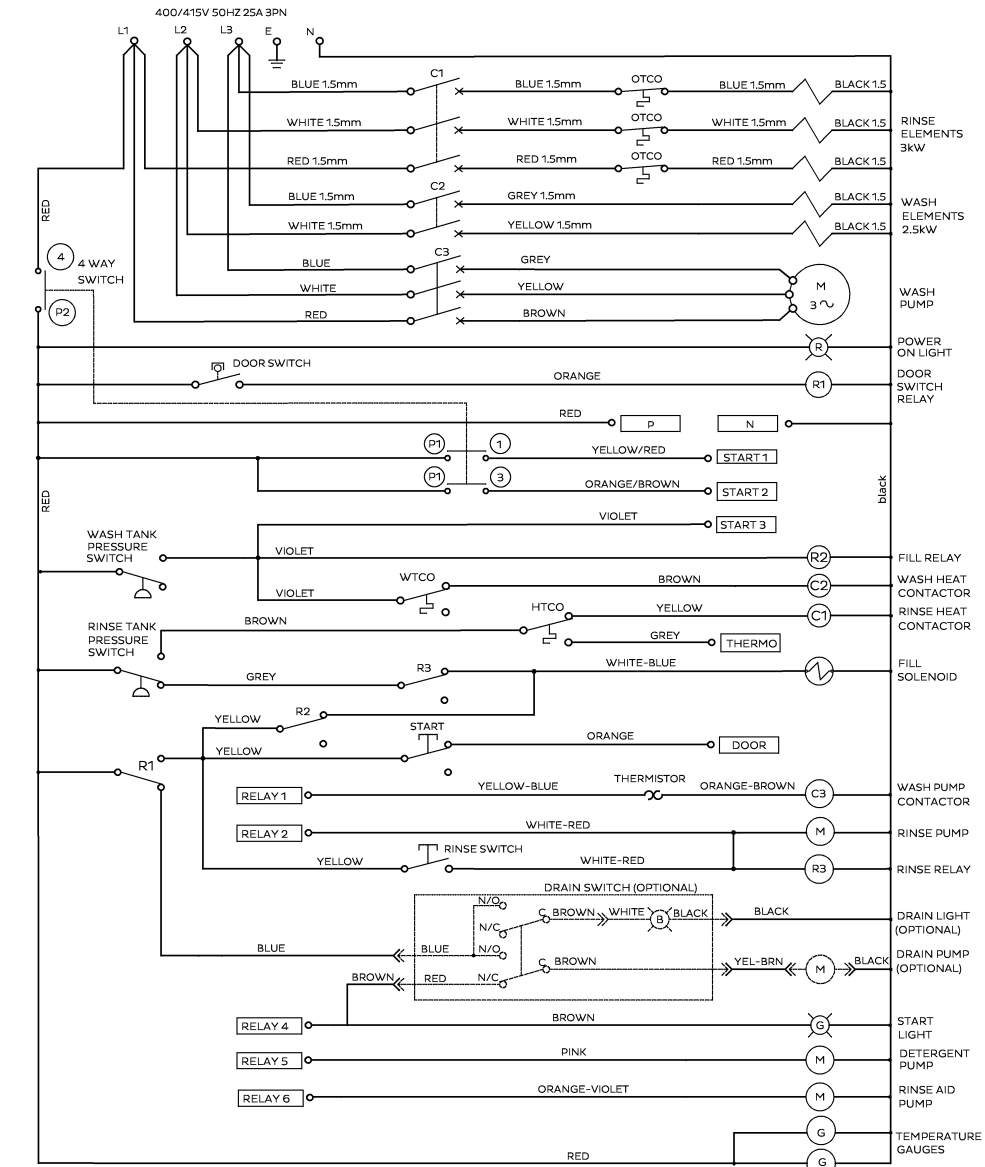 400/415V 50HZ 25A 3PN
L1 L2 L3 E N
C1
BLUE 1.5mm BLUE 1.5mm OTCO BLUE 1.5mm BLACK 1.5
WHITE 1.5mm WHITE 1.5mm OTCO WHITE 1.5mm BLACK 1.5
RINSE
ELEMENTS
3kW
RED 1.5mm RED 1.5mm OTCO RED 1.5mm BLACK 1.5
C2
BLUE 1.5mm GREY 1.5mm BLACK 1.5
WHITE 1.5mm YELLOW 1.5mm BLACK 1.5
WASH
ELEMENTS
2.5kW
RED
4
4 WAY
SWITCH
P2
C3
BLUE GREY
WHITE YELLOW
RED BROWN
M
3
WASH
PUMP
R
POWER
ON LIGHT
DOOR SWITCH
ORANGE
R1
DOOR
SWITCH
RELAY
RED
P
N
P1 1
YELLOW/RED
START 1
P1 3
ORANGE/BROWN
START 2
RED
black
VIOLET
START 3
WASH TANK
PRESSURE
SWITCH
VIOLET
R2
FILL RELAY
VIOLET
WTCO
BROWN
C2
WASH HEAT
CONTACTOR
RINSE TANK
PRESSURE
SWITCH
BROWN
HTCO
YELLOW
C1
RINSE HEAT
CONTACTOR
GREY
THERMO
GREY
R3
WHITE-BLUE
FILL
SOLENOID
YELLOW
R2
R1
YELLOW
START
ORANGE
DOOR
RELAY 1
YELLOW-BLUE
THERMISTOR
ORANGE-BROWN
C3
WASH PUMP
CONTACTOR
RELAY 2
WHITE-RED
M
RINSE PUMP
YELLOW
RINSE SWITCH
WHITE-RED
R3
RINSE RELAY
DRAIN SWITCH (OPTIONAL)
N/O
N/C
C
BROWN
WHITE
B
BLACK
BLACK
DRAIN LIGHT
(OPTIONAL)
BLUE
BLUE
N/O
BROWN
RED
N/C
C
BROWN
YEL-BRN
M
BLACK
DRAIN PUMP
(OPTIONAL)
RELAY 4
BROWN
G
START
LIGHT
RELAY 5
PINK
M
DETERGENT
PUMP
RELAY 6
ORANGE-VIOLET
M
RINSE AID
PUMP
G
TEMPERATURE
GAUGES
RED
G